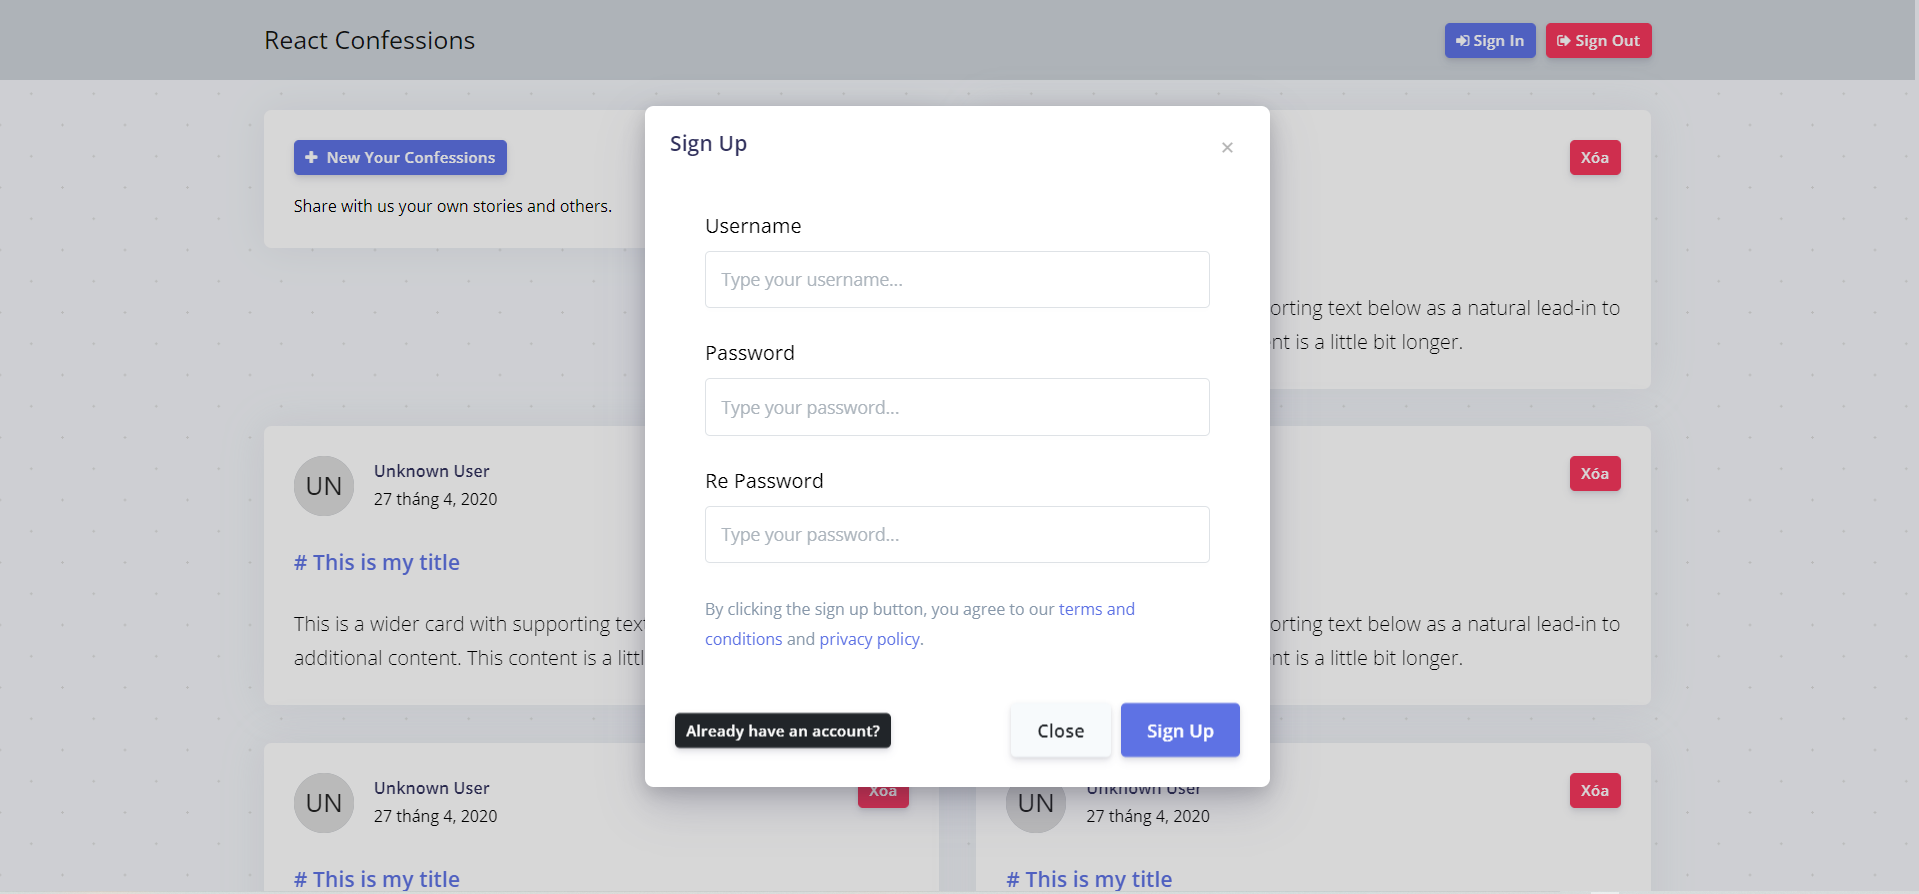 React Confessions
Sign In
Sign Out
New Your Confessions
Share with us your own stories and others.
Xóa
orting text below as a natural lead-in to
nt is a little bit longer.
Sign Up
×
Username
Type your username...
Password
Type your password...
Re Password
Type your password...
By clicking the sign up button, you agree to our terms and
conditions and privacy policy.
Already have an account?
Close
Sign Up
UN
Unknown User
27 tháng 4, 2020
# This is my title
This is a wider card with supporting tex
additional content. This content is a littl
Xóa
orting text below as a natural lead-in to
nt is a little bit longer.
UN
Unknown User
27 tháng 4, 2020
Xóa
# This is my title
UN
Unknown User
27 tháng 4, 2020
Xóa
# This is my title